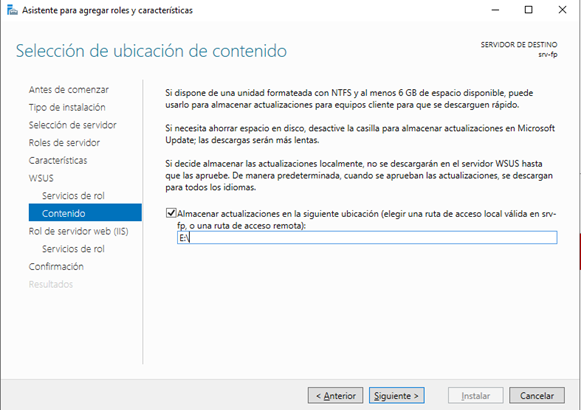 Asistente para agregar roles y características
Selección de ubicación de contenido
SERVIDOR DE DESTINO
srv-fp
Antes de comenzar
Tipo de instalación
Selección de servidor
Roles de servidor
Características
WSUS
Servicios de rol
Contenido
Rol de servidor web (IIS)
Servicios de rol
Confirmación
Resultados
Si dispone de una unidad formateada con NTFS y al menos 6 GB de espacio disponible, puede
usarlo para almacenar actualizaciones para equipos cliente para que se descarguen rápido.
Si necesita ahorrar espacio en disco, desactive la casilla para almacenar actualizaciones en Microsoft
Update; las descargas serán más lentas.
Si decide almacenar las actualizaciones localmente, no se descargarán en el servidor WSUS hasta
que las apruebe. De manera predeterminada, cuando se aprueban las actualizaciones, se descargan
para todos los idiomas.
Almacenar actualizaciones en la siguiente ubicación (elegir una ruta de acceso local válida en srv-
fp, o una ruta de acceso remota):
E:\
< Anterior
Siguiente >
Instalar
Cancelar